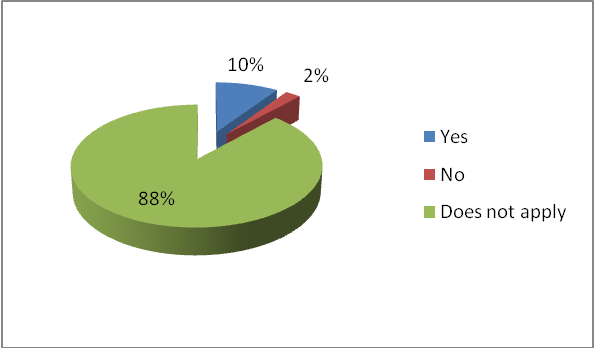 10%
2%
88%
Yes
No
Does not apply